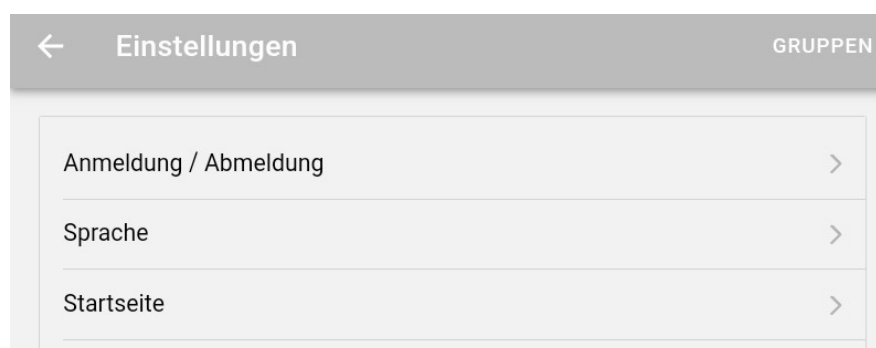 Einstellungen
GRUPPEN
Anmeldung / Abmeldung
Sprache
Startseite